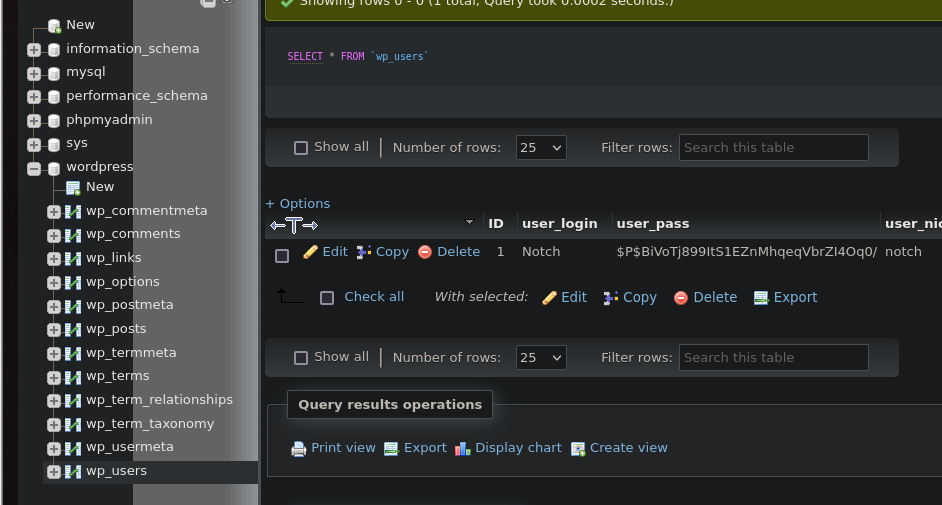 Showing rows 0 - 0 (1 total, Query took 0.0002 seconds.)
New
information_schema
mysql
performance_schema
phpmyadmin
sys
wordpress
New
wp_commentmeta
wp_comments
wp_links
wp_options
wp_postmeta
wp_posts
wp_termmeta
wp_terms
wp_term_relationships
wp_term_taxonomy
wp_usermeta
wp_users
SELECT * FROM `wp_users`
Show all | Number of rows: 25 Filter rows: Search this table
+ Options
ID user_login user_pass user_nic
Edit Copy Delete 1 Notch $P$BiVoTj899ItS1EZnMhqeqVbrZI4Oq0/ notch
Check all With selected: Edit Copy Delete Export
Show all | Number of rows: 25 Filter rows: Search this table
Query results operations
Print view Export Display chart Create view